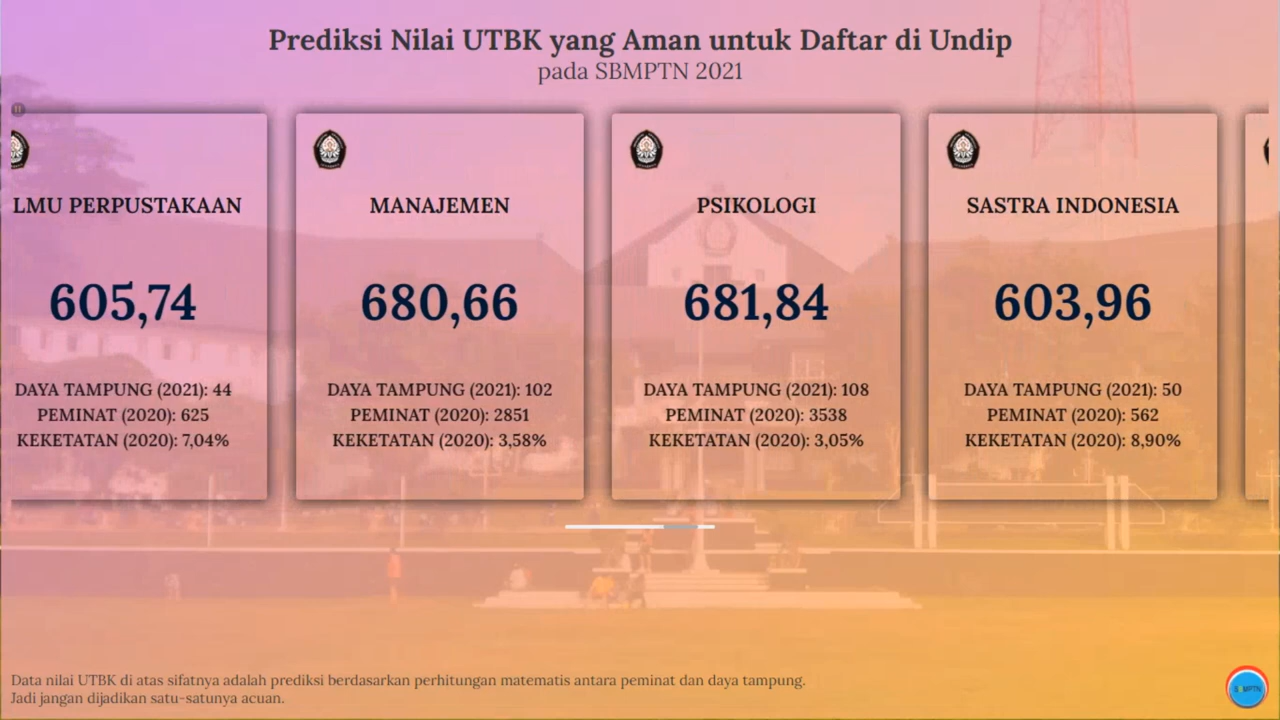 Prediksi Nilai UTBK yang Aman untuk Daftar di Undip
pada SBMPTN 2021
LMU PERPUSTAKAAN
605,74
DAYA TAMPUNG (2021): 44
PEMINAT (2020): 625
KEKETATAN (2020): 7,04%
MANAJEMEN
680,66
DAYA TAMPUNG (2021): 102
PEMINAT (2020): 2851
KEKETATAN (2020): 3,58%
PSIKOLOGI
681,84
DAYA TAMPUNG (2021): 108
PEMINAT (2020): 3538
KEKETATAN (2020): 3,05%
SASTRA INDONESIA
603,96
DAYA TAMPUNG (2021): 50
PEMINAT (2020): 562
KEKETATAN (2020): 8,90%
Data nilai UTBK di atas sifatnya adalah prediksi berdasarkan perhitungan matematis antara peminat dan daya tampung.
Jadi jangan dijadikan satu-satunya acuan.
SBMPTN